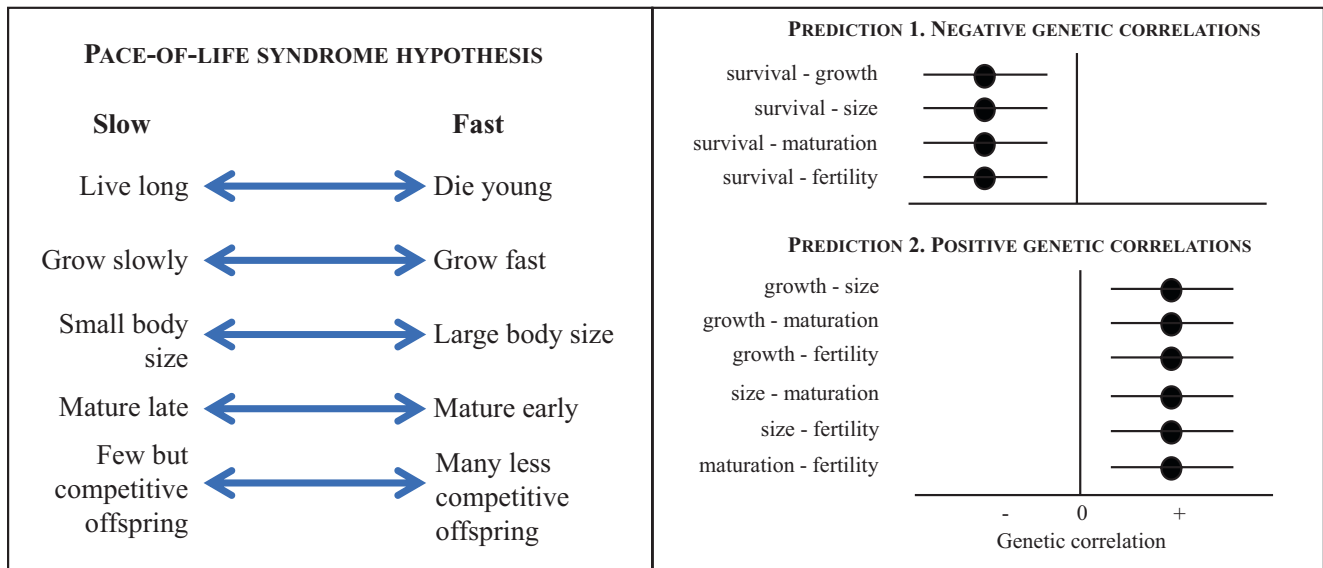 PACE-OF-LIFE SYNDROME HYPOTHESIS
Slow Fast
Live long Die young
Grow slowly Grow fast
Small body
size
Large body size
Mature late Mature early
Few but
competitive
offspring
Many less
competitive
offspring
PREDICTION 1. NEGATIVE GENETIC CORRELATIONS
survival - growth
survival - size
survival - maturation
survival - fertility
PREDICTION 2. POSITIVE GENETIC CORRELATIONS
growth - size
growth - maturation
growth - fertility
size - maturation
size - fertility
maturation - fertility
- 0 +
Genetic correlation